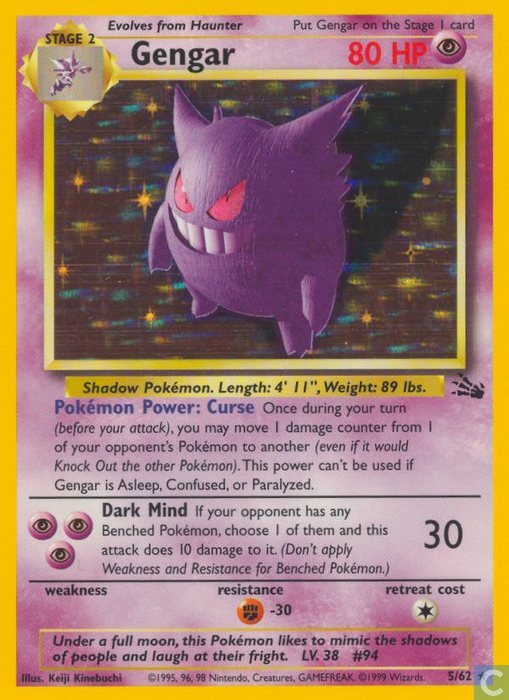 Evolves from Haunter
Put Gengar on the Stage 1 card
STAGE 2
Gengar
80 HP
Shadow Pokémon. Length: 4' 11", Weight: 89 lbs.
Pokémon Power: Curse Once during your turn
(before your attack), you may move 1 damage counter from 1
of your opponent's Pokémon to another (even if it would
Knock Out the other Pokémon). This power can't be used if
Gengar is Asleep, Confused, or Paralyzed.
Dark Mind If your opponent has any
Benched Pokémon, choose 1 of them and this
attack does 10 damage to it. (Don't apply
Weakness and Resistance for Benched Pokémon.)
30
weakness
resistance
retreat cost
-30
Under a full moon, this Pokémon likes to mimic the shadows
of people and laugh at their fright. LV. 38 #94
Illus. Keiji Kinebuchi
©1995, 96, 98 Nintendo, Creatures, GAMEFREAK. ©1999 Wizards.
5/62
C